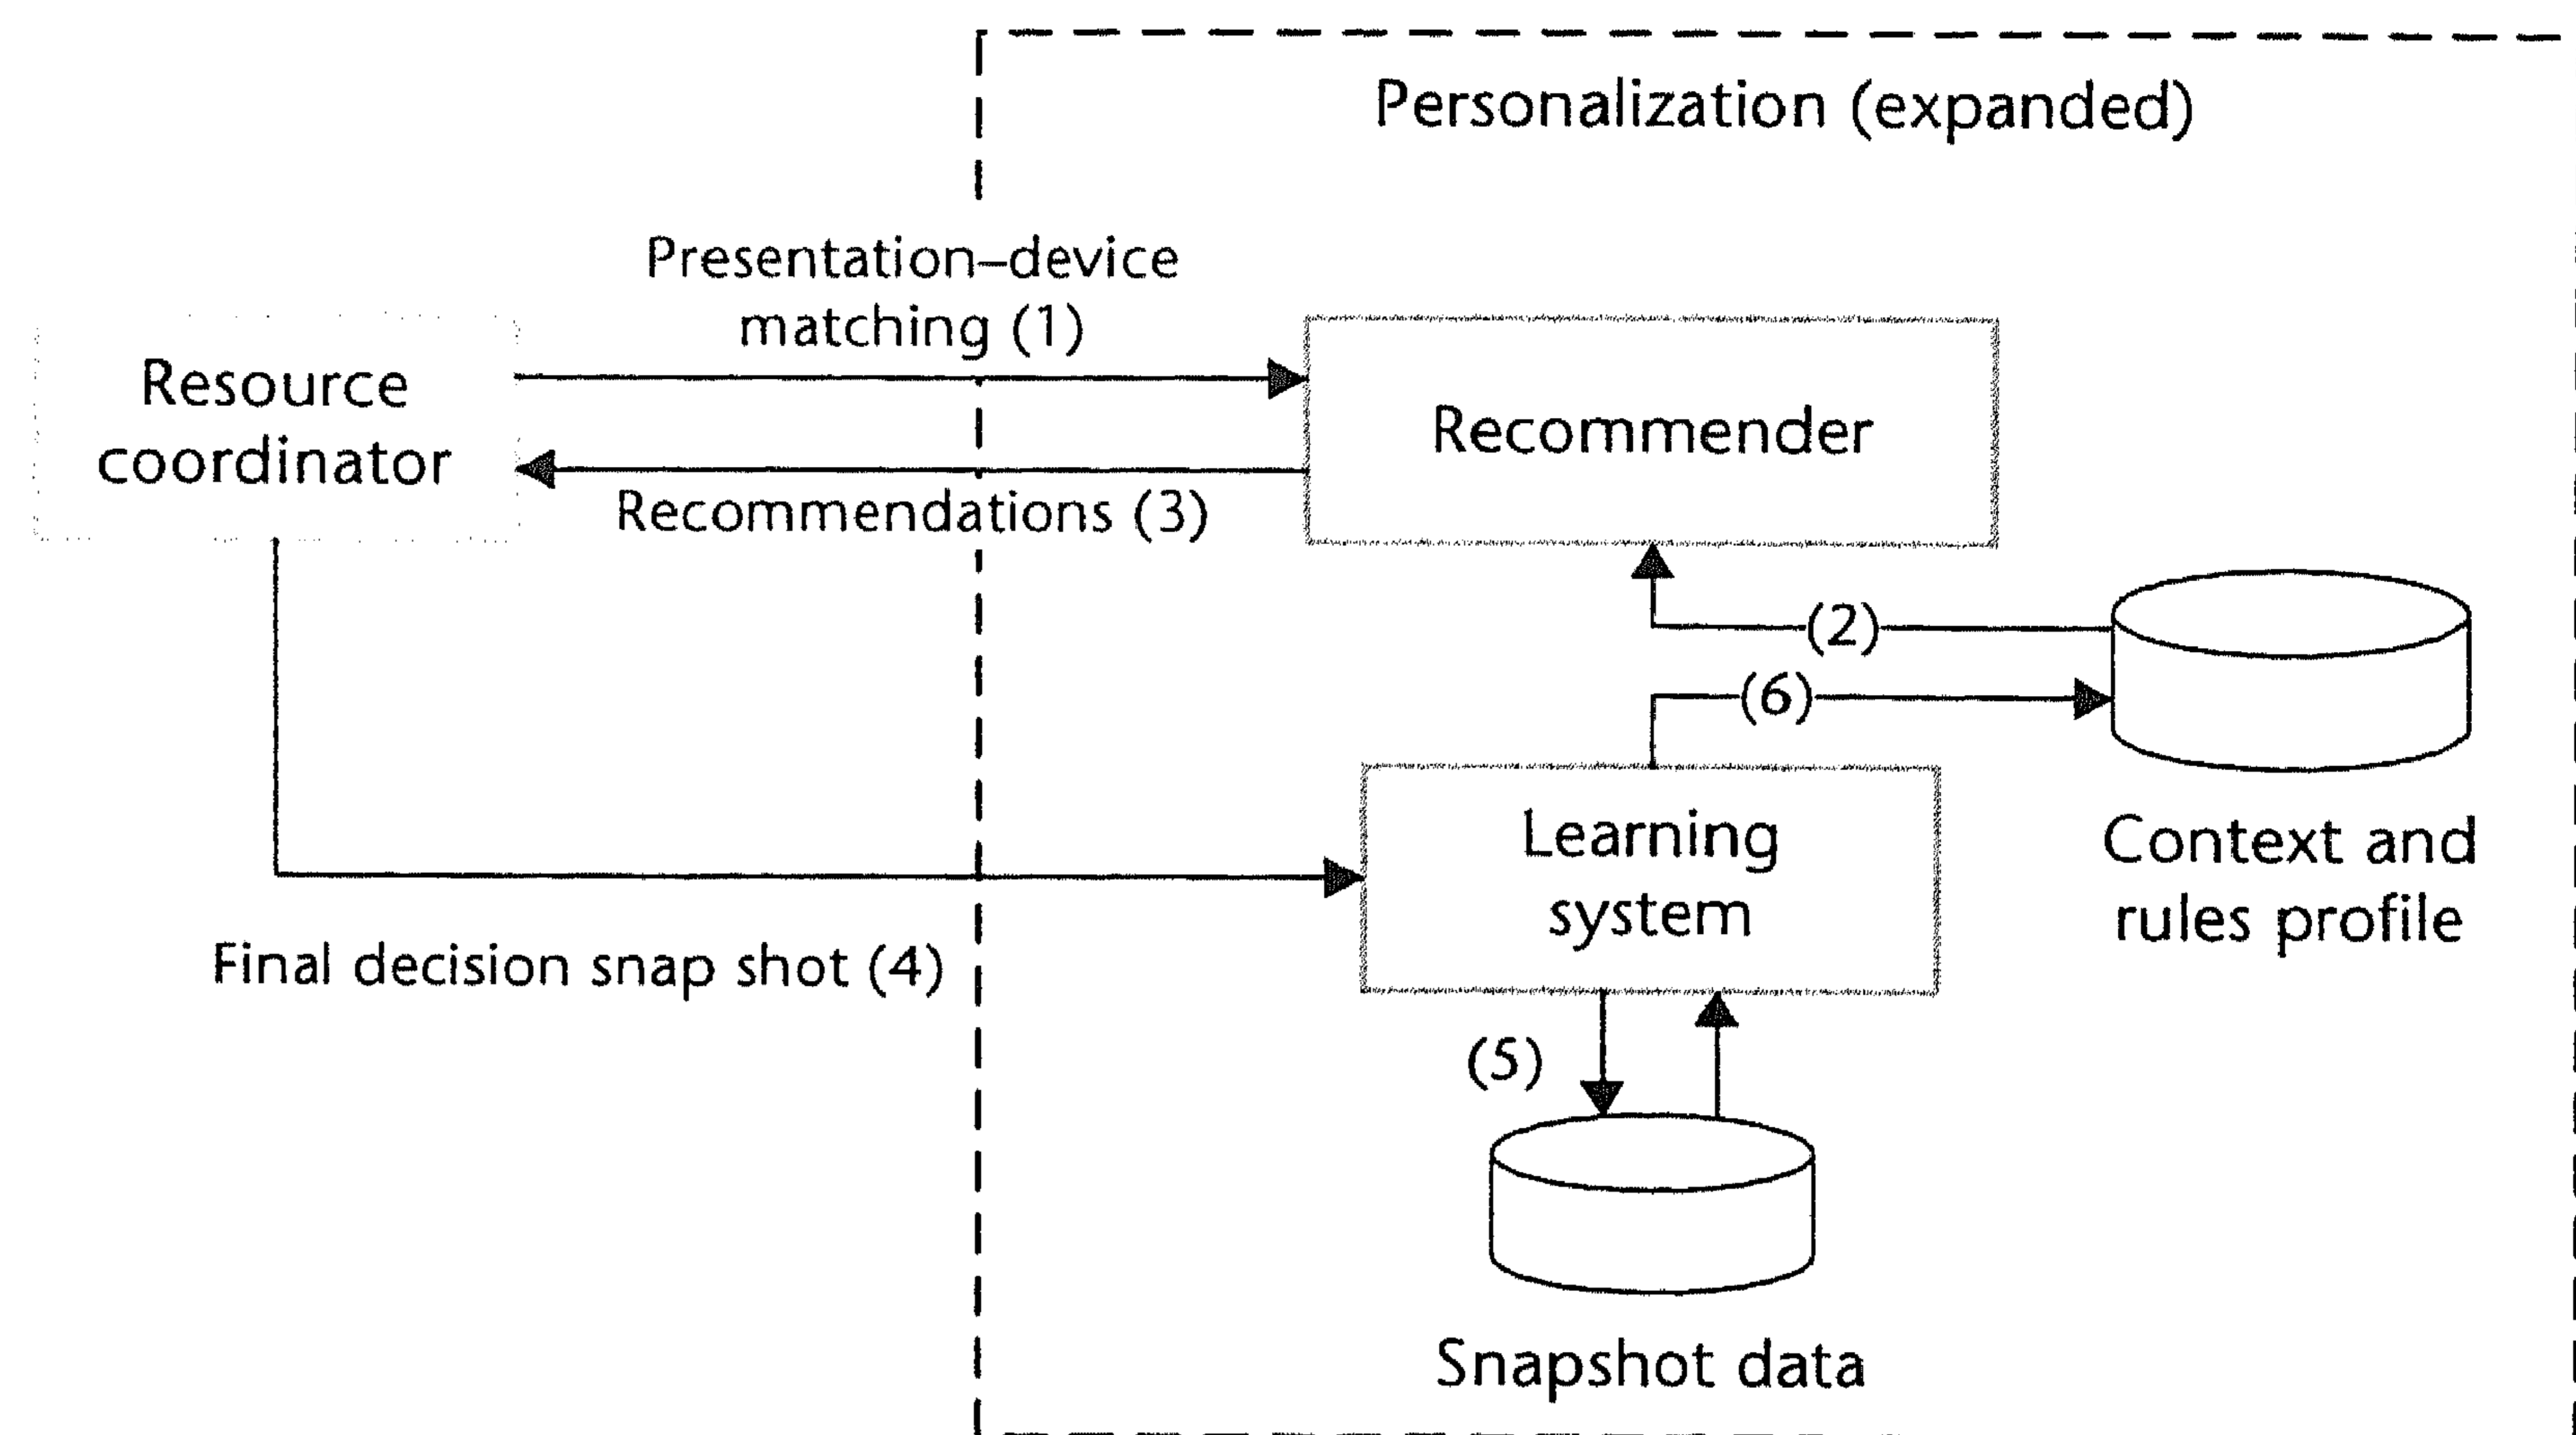 Personalization (expanded)
Presentation–device
matching (1)
Resource
coordinator
Recommender
Recommendations (3)
(2)
(6)
Learning
system
Context and
rules profile
Final decision snap shot (4)
(5)
Snapshot data